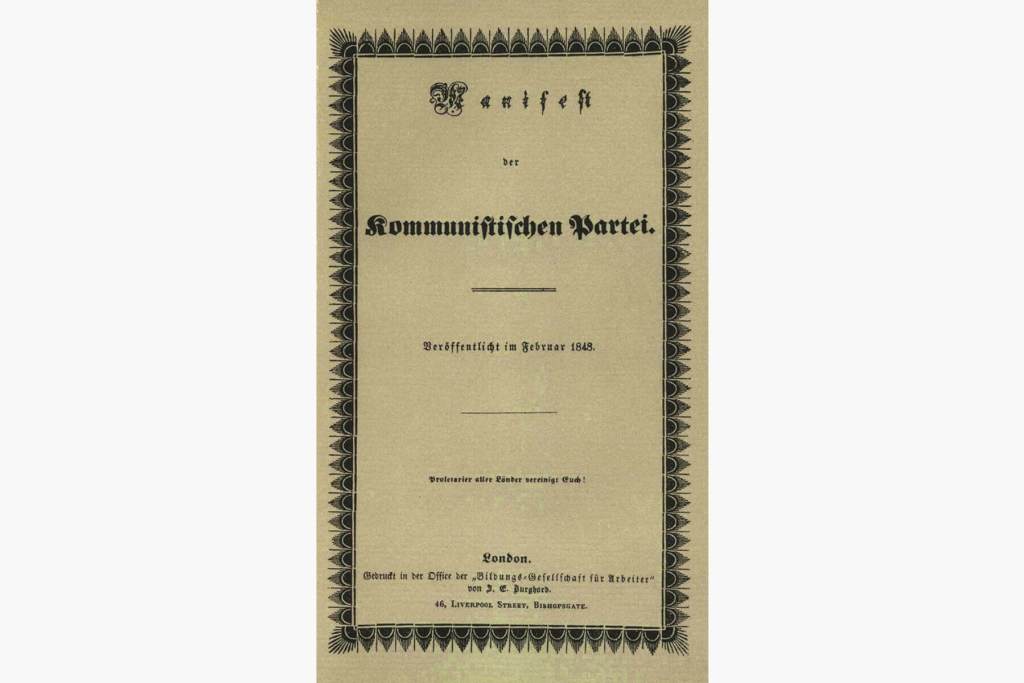 Manifest
der
Kommunistischen Partei.
Veröffentlicht im Februar 1848.
Proletarier aller Länder vereinigt Euch!
London.
Gedruckt in der Office der „Bildungs-Gesellschaft für Arbeiter“
von J. E. Burghard.
46, Liverpool Street, Bishopsgate.